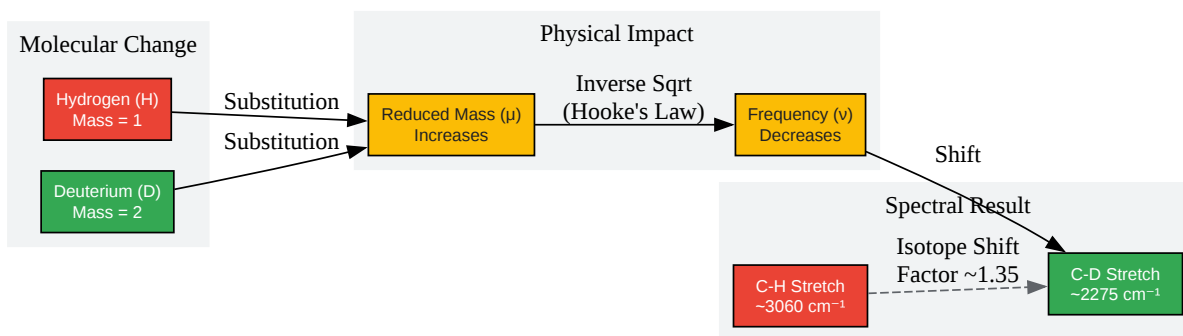 Molecular Change
Hydrogen (H)
Mass = 1
Deuterium (D)
Mass = 2
Substitution
Substitution
Physical Impact
Reduced Mass (μ)
Increases
Inverse Sqrt
(Hooke's Law)
Frequency (ν)
Decreases
Shift
Spectral Result
C-H Stretch
~3060 cm⁻¹
Isotope Shift
Factor ~1.35
C-D Stretch
~2275 cm⁻¹